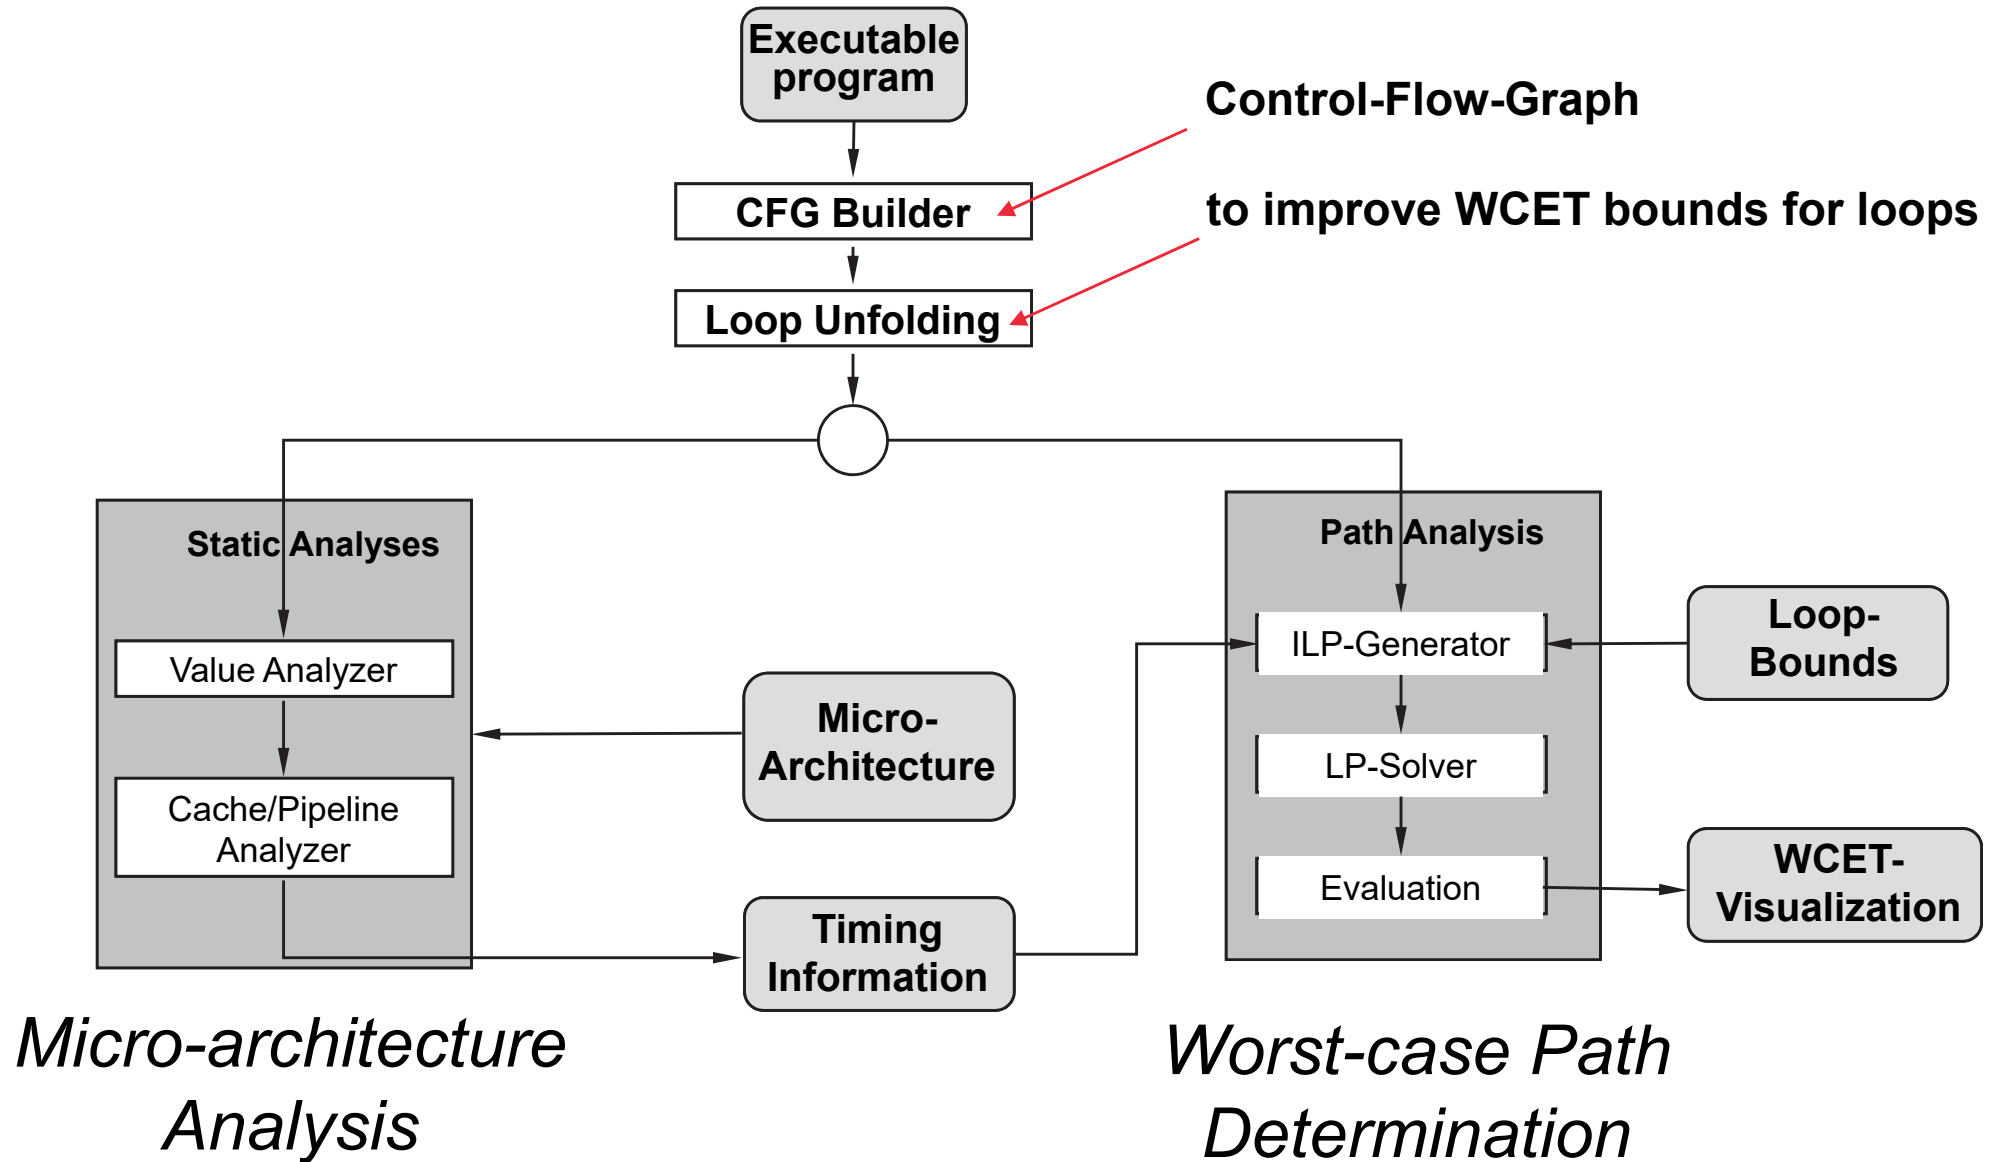 Executable
program
Control-Flow-Graph
CFG Builder
to improve WCET bounds for loops
Loop Unfolding
Static Analyses
Value Analyzer
Cache/Pipeline
Analyzer
Micro-
Architecture
Timing
Information
Path Analysis
ILP-Generator
LP-Solver
Evaluation
Loop-
Bounds
WCET-
Visualization
Micro-architecture
Analysis
Worst-case Path
Determination